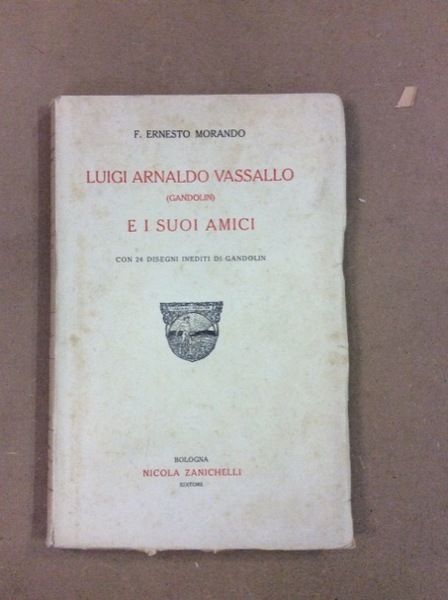 F. ERNESTO MORANDO
LUIGI ARNALDO VASSALLO
(GANDOLIN)
E I SUOI AMICI
CON 24 DISEGNI INEDITI DI GANDOLIN
BOLOGNA
NICOLA ZANICHELLI
EDITORE